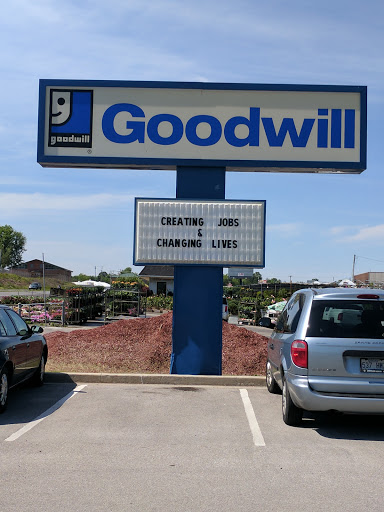 goodwill
Goodwill
CREATING JOBS
&
CHANGING LIVES